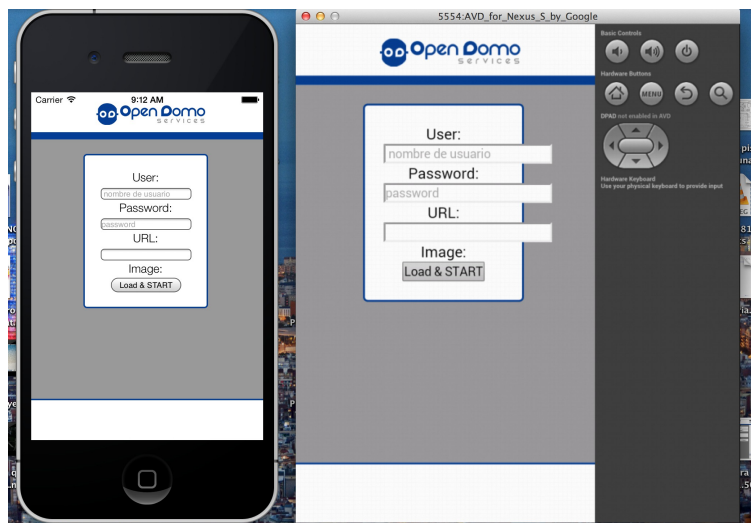 5554:AVD_for_Nexus_S_by_Google
Carrier
9:12 AM
Open Domo
services
User:
nombre de usuario
Password:
password
URL:
Image:
Load & START
Open Domo
services
User:
nombre de usuario
Password:
password
URL:
Image:
Load & START
Basic Controls
Hardware Buttons
MENU
DPAD not enabled in AVD
Hardware Keyboard
Use your physical keyboard to provide input